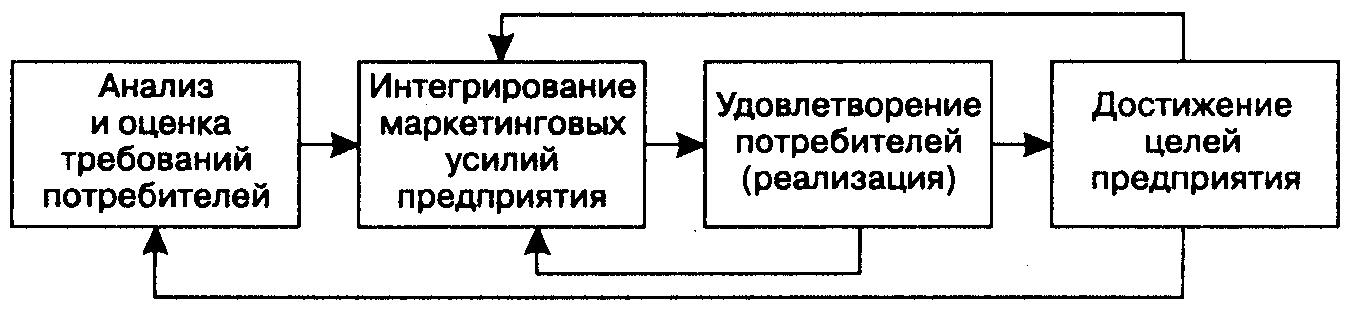 Анализ
и оценка
требований
потребителей
Интегрирование
маркетинговых
усилий
предприятия
Удовлетворение
потребителей
(реализация)
Достижение
целей
предприятия